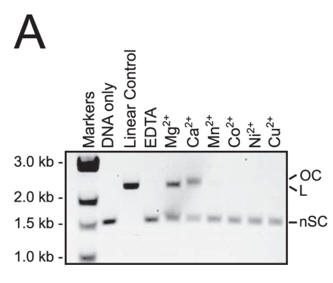 A
Markers
DNA only
Linear Control
EDTA
Mg²⁺
Ca²⁺
Mn²⁺
Co²⁺
Ni²⁺
Cu²⁺
3.0 kb
2.0 kb
1.5 kb
1.0 kb
OC
L
nSC